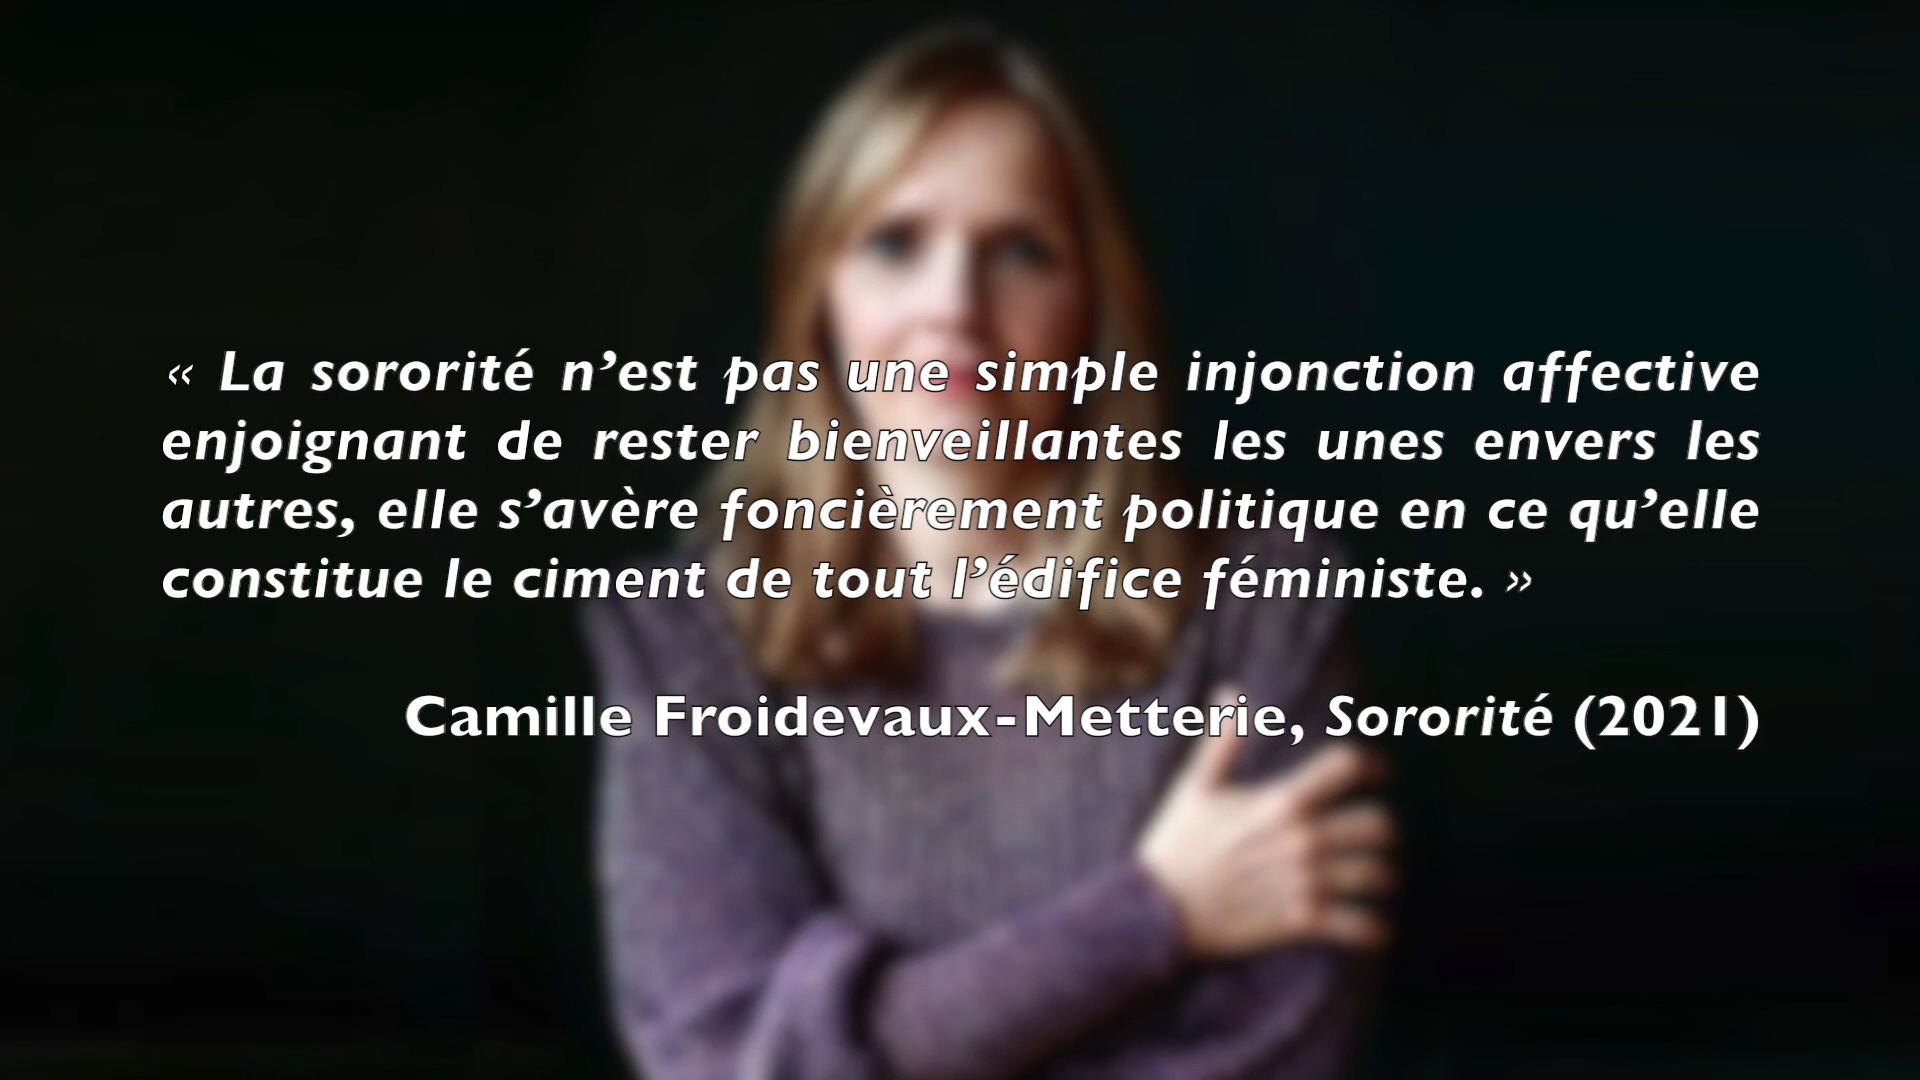 « La sororité n’est pas une simple injonction affective
enjoignant de rester bienveillantes les unes envers les
autres, elle s’avère foncièrement politique en ce qu’elle
constitue le ciment de tout l’édifice féministe. »
Camille Froidevaux-Metterie, Sororité (2021)